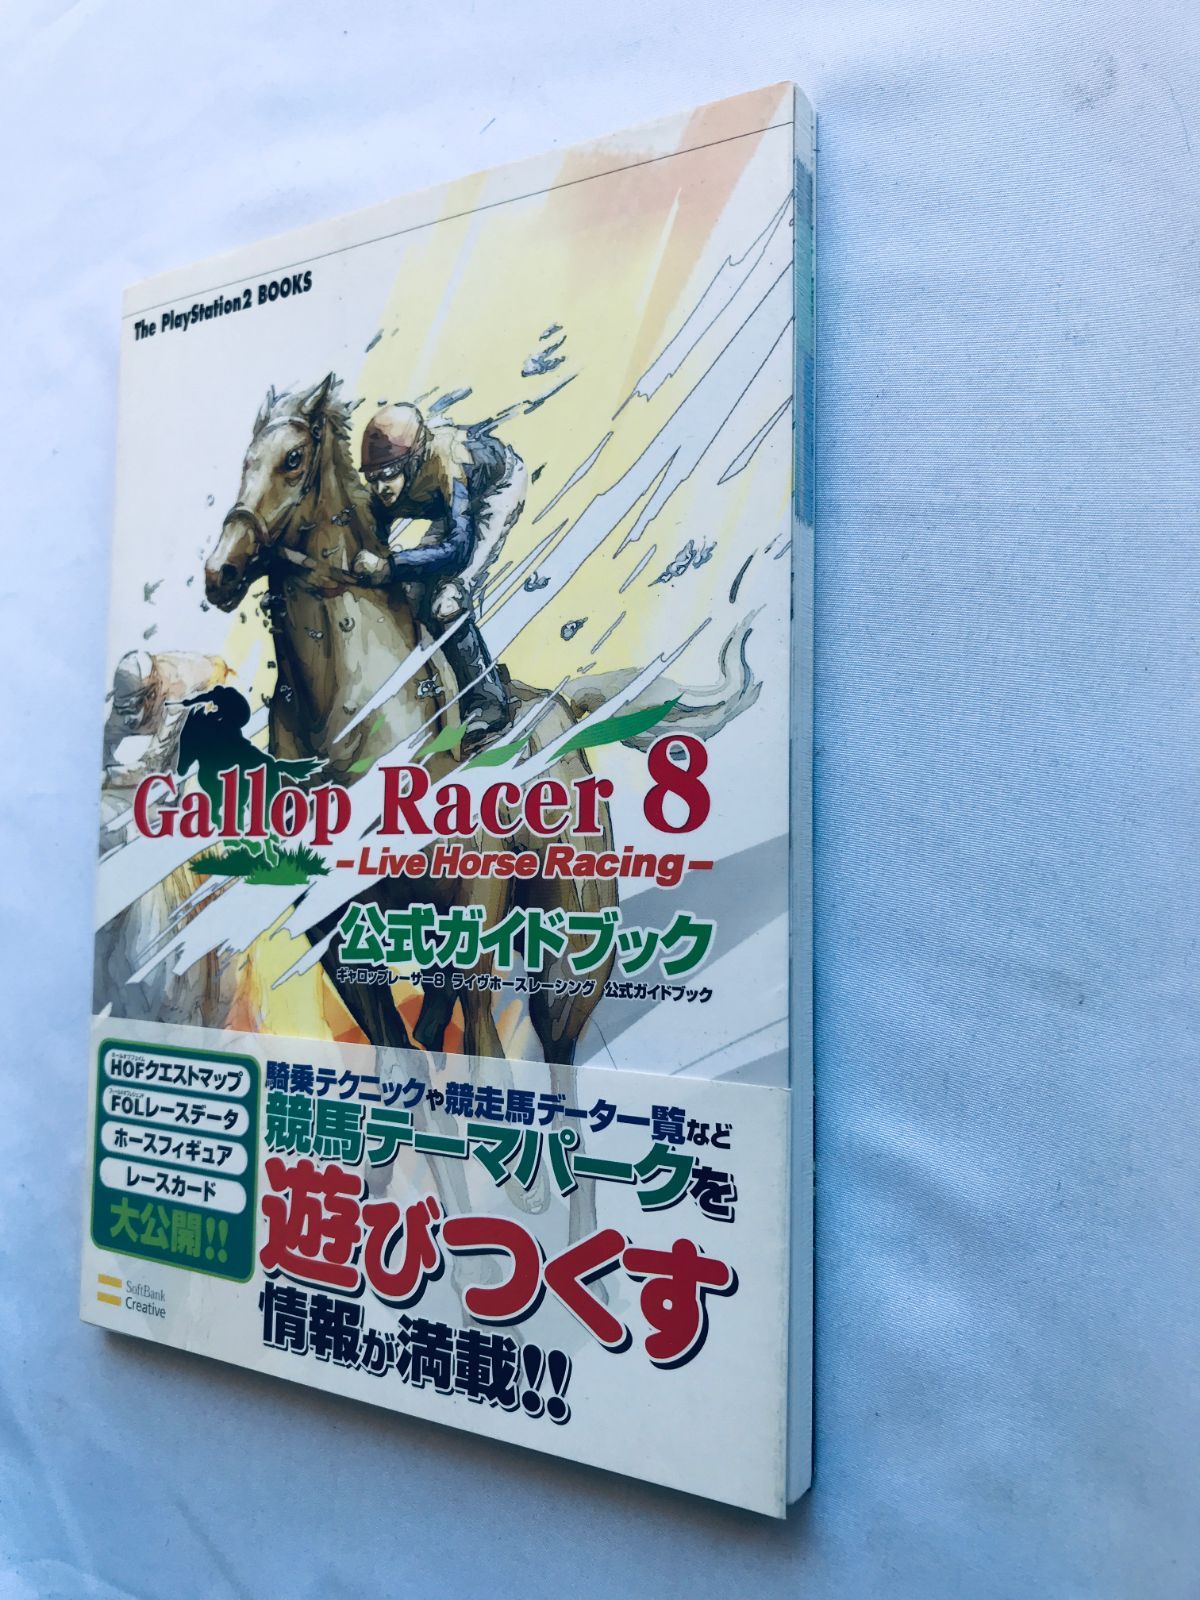 The PlayStation2 BOOKS
Gallop Racer 8
–Live Horse Racing–
公式ガイドブック
ギャロップレーサー8 ライヴホースレーシング 公式ガイドブック
HOFクエストマップ
FOLレースデータ
ホースフィギュア
レースカード
大公開!!
騎乗テクニックや競走馬データ一覧など
競馬テーマパークを
遊びつくす
情報が満載!!
SoftBank
Creative